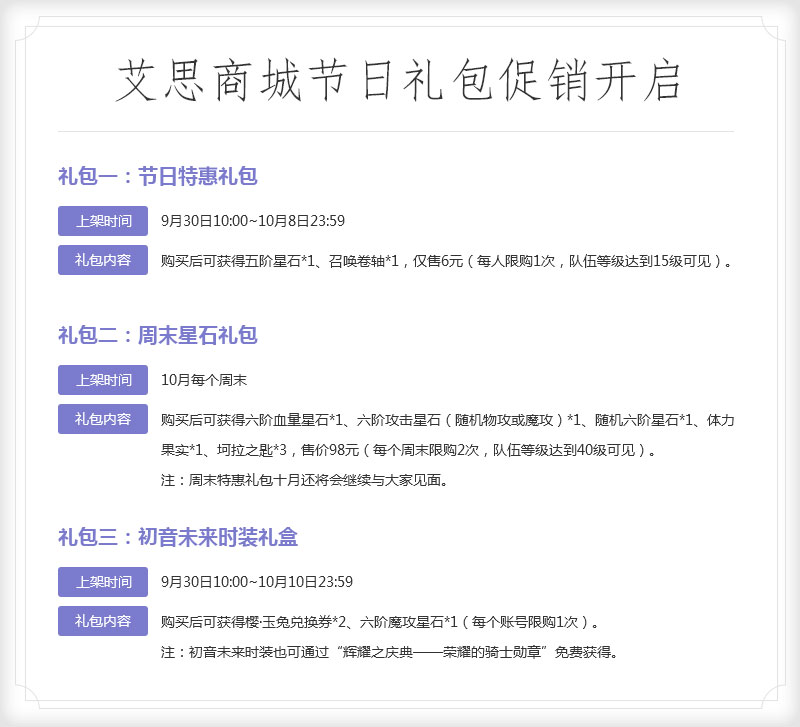 艾思商城节日礼包促销开启
礼包一：节日特惠礼包
上架时间 9月30日10:00~10月8日23:59
礼包内容 购买后可获得五阶星石*1、召唤卷轴*1，仅售6元（每人限购1次，队伍等级达到15级可见）。
礼包二：周末星石礼包
上架时间 10月每个周末
礼包内容 购买后可获得六阶血量星石*1、六阶攻击星石（随机物攻或魔攻）*1、随机六阶星石*1、体力
果实*1、坷拉之匙*3，售价98元（每个周末限购2次，队伍等级达到40级可见）。
注：周末特惠礼包十月还将会继续与大家见面。
礼包三：初音未来时装礼盒
上架时间 9月30日10:00~10月10日23:59
礼包内容 购买后可获得樱·玉兔兑换券*2、六阶魔攻星石*1（每个账号限购1次）。
注：初音未来时装也可通过“辉耀之庆典——荣耀的骑士勋章”免费获得。